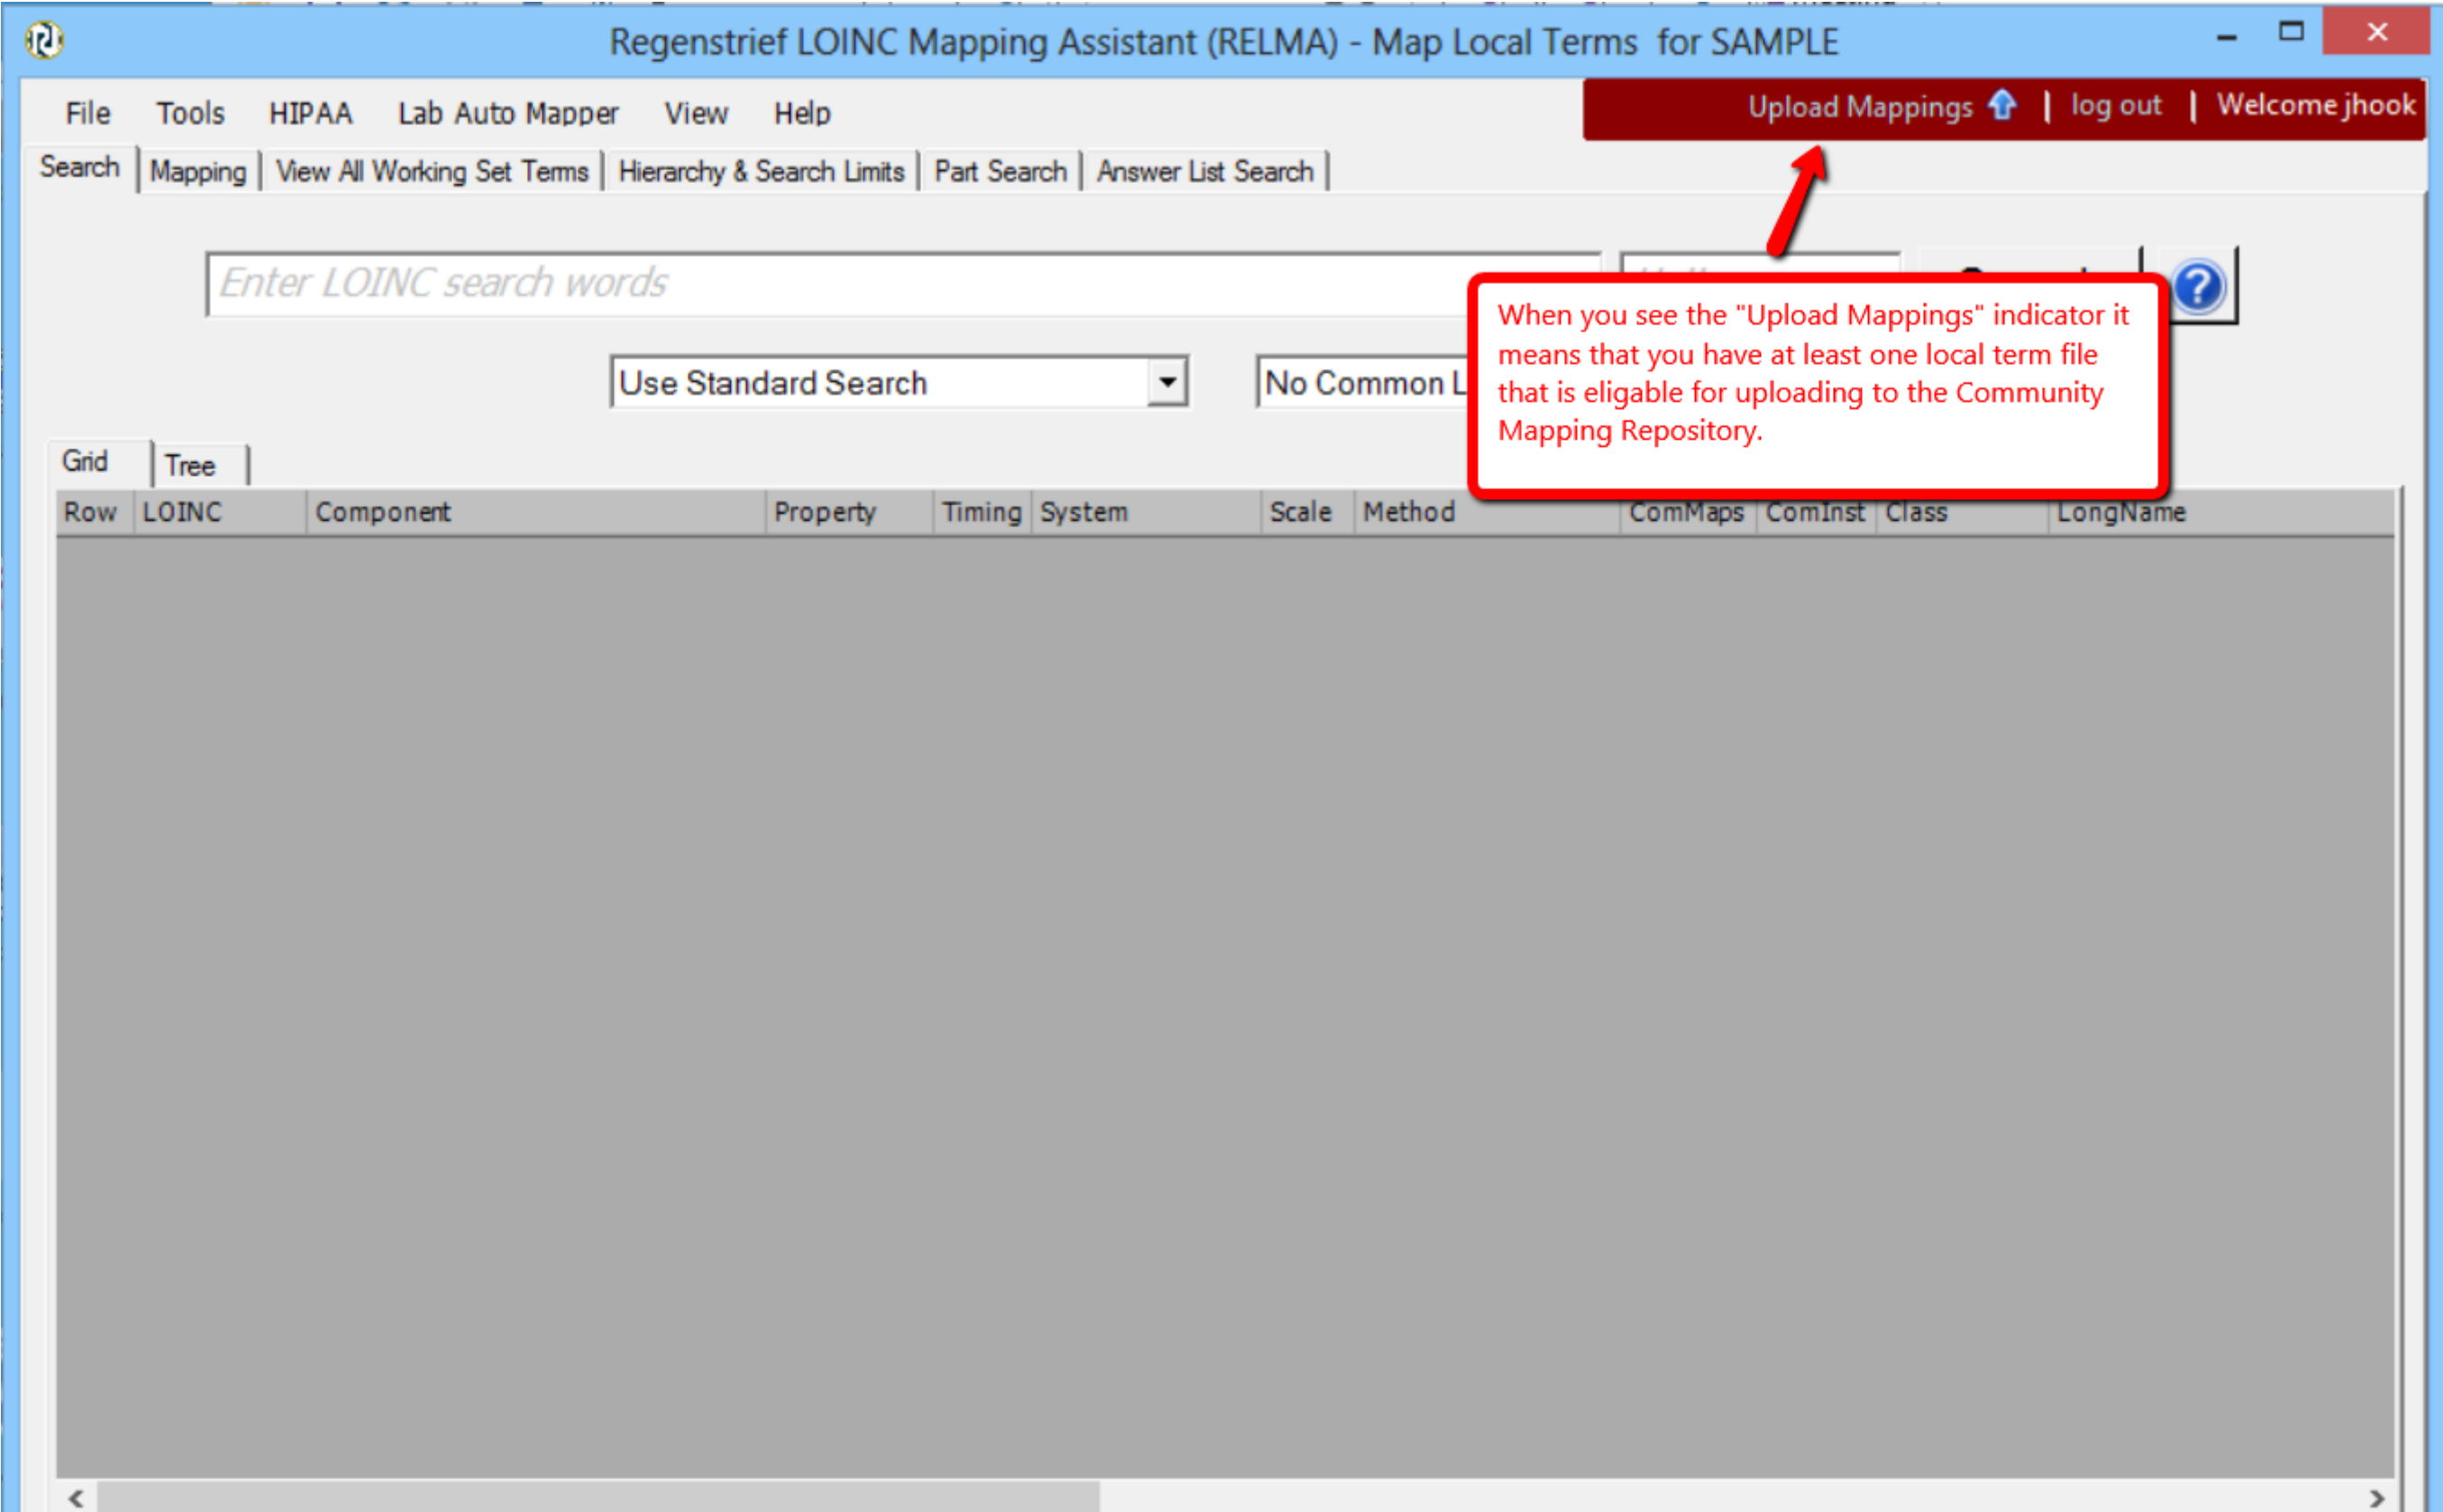 Regenstrief LOINC Mapping Assistant (RELMA) - Map Local Terms for SAMPLE
File Tools HIPAA Lab Auto Mapper View Help
Upload Mappings | log out | Welcome jhook
Search Mapping View All Working Set Terms Hierarchy & Search Limits Part Search Answer List Search
Enter LOINC search words
When you see the "Upload Mappings" indicator it
means that you have at least one local term file
that is eligable for uploading to the Community
Mapping Repository.
Use Standard Search
No Common L
Grid Tree
Row LOINC Component Property Timing System Scale Method ComMaps ComInst Class LongName